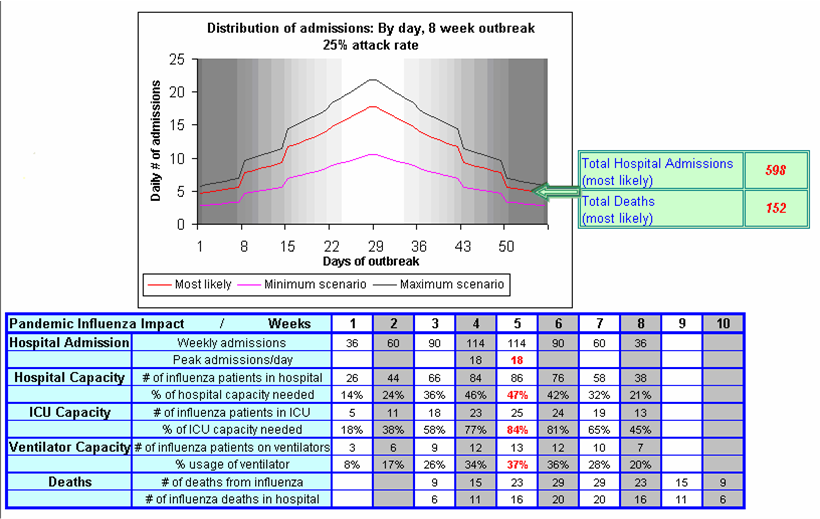 Distribution of admissions: By day, 8 week outbreak
25% attack rate
25
20
15
10
5
0
Daily # of admissions
1 8 15 22 29 36 43 50
Days of outbreak
Most likely Minimum scenario Maximum scenario
Total Hospital Admissions
(most likely) 598
Total Deaths
(most likely) 152
Pandemic Influenza Impact / Weeks 1 2 3 4 5 6 7 8 9 10
Hospital Admission Weekly admissions 36 60 90 114 114 90 60 36
Peak admissions/day 18 18
Hospital Capacity # of influenza patients in hospital 26 44 66 84 86 76 58 38
% of hospital capacity needed 14% 24% 36% 46% 47% 42% 32% 21%
ICU Capacity # of influenza patients in ICU 5 11 18 23 25 24 19 13
% of ICU capacity needed 18% 38% 58% 77% 84% 81% 65% 45%
Ventilator Capacity # of influenza patients on ventilators 3 6 9 12 13 12 10 7
% usage of ventilator 8% 17% 26% 34% 37% 36% 28% 20%
Deaths # of deaths from influenza 9 15 23 29 29 23 15 9
# of influenza deaths in hospital 6 11 16 20 20 16 11 6